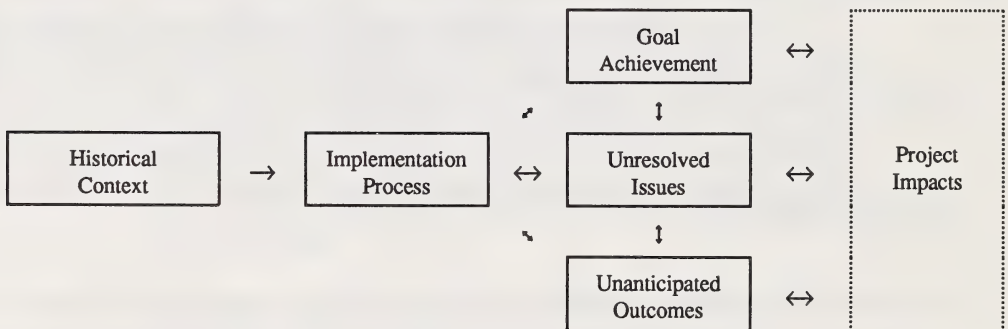 Goal
Achievement
Historical
Context
Implementation
Process
Unresolved
Issues
Project
Impacts
Unanticipated
Outcomes